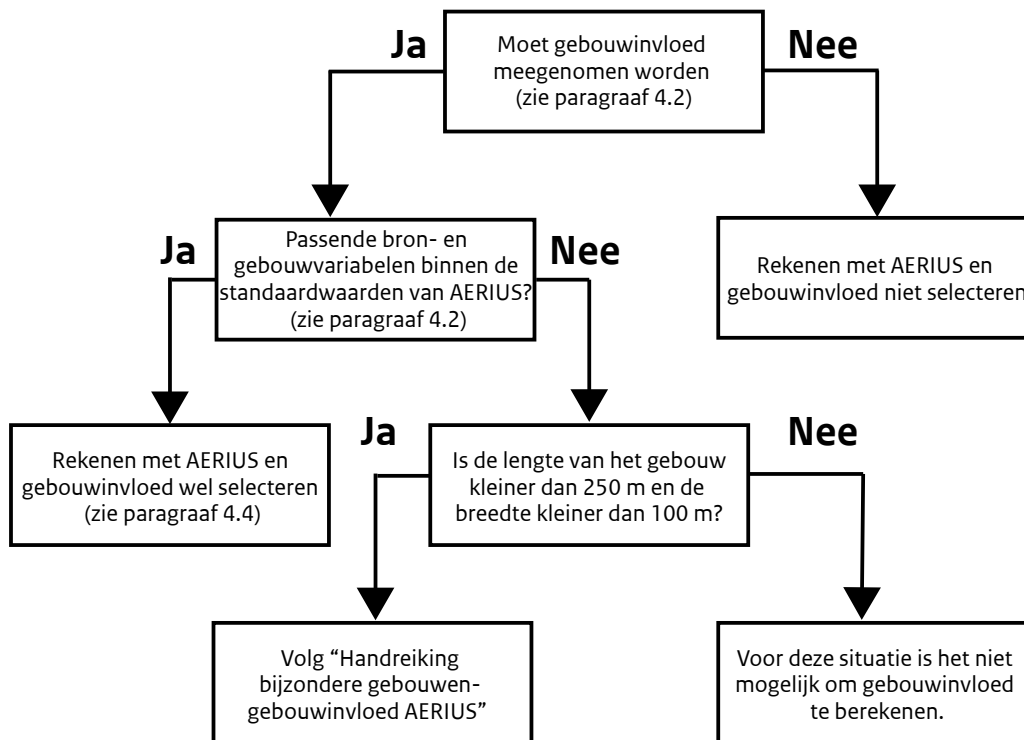 Ja
Moet gebouwinvloed
meegenomen worden
(zie paragraaf 4.2)
Nee
Ja
Passende bron- en
gebouwvariabelen binnen de
standaardwaarden van AERIUS?
(zie paragraaf 4.2)
Nee
Rekenen met AERIUS en
gebouwinvloed niet selecteren
Rekenen met AERIUS en
gebouwinvloed wel selecteren
(zie paragraaf 4.4)
Ja
Is de lengte van het gebouw
kleiner dan 250 m en de
breedte kleiner dan 100 m?
Nee
Volg “Handreiking
bijzondere gebouwen-
gebouwinvloed AERIUS”
Voor deze situatie is het niet
mogelijk om gebouwinvloed
te berekenen.